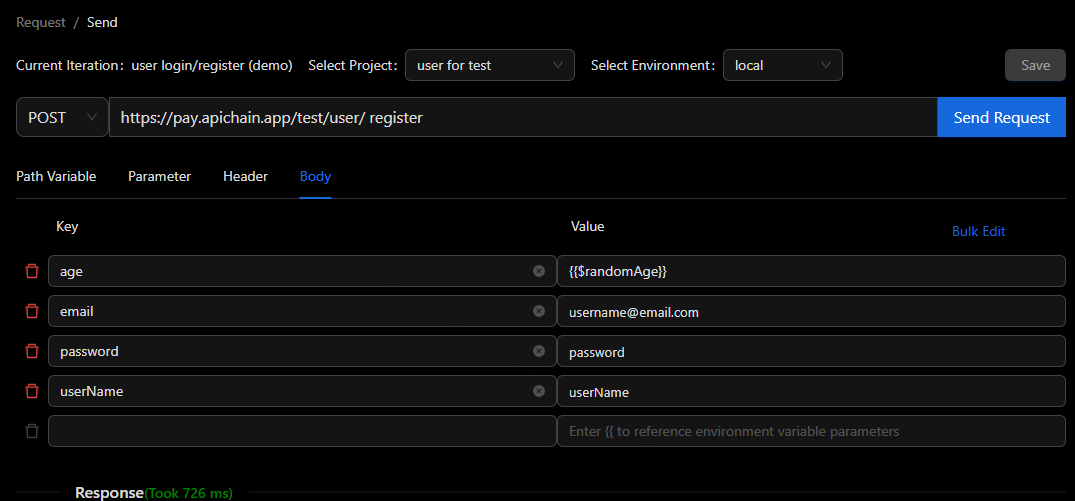 Request / Send
Current Iteration: user login/register (demo) Select Project: user for test Select Environment: local Save
POST https://pay.apichain.app/test/user/ register Send Request
Path Variable Parameter Header Body
Key Value Bulk Edit
age {{$randomAge}}
email username@email.com
password password
userName userName
Enter {{ to reference environment variable parameters
Response(Took 726 ms)